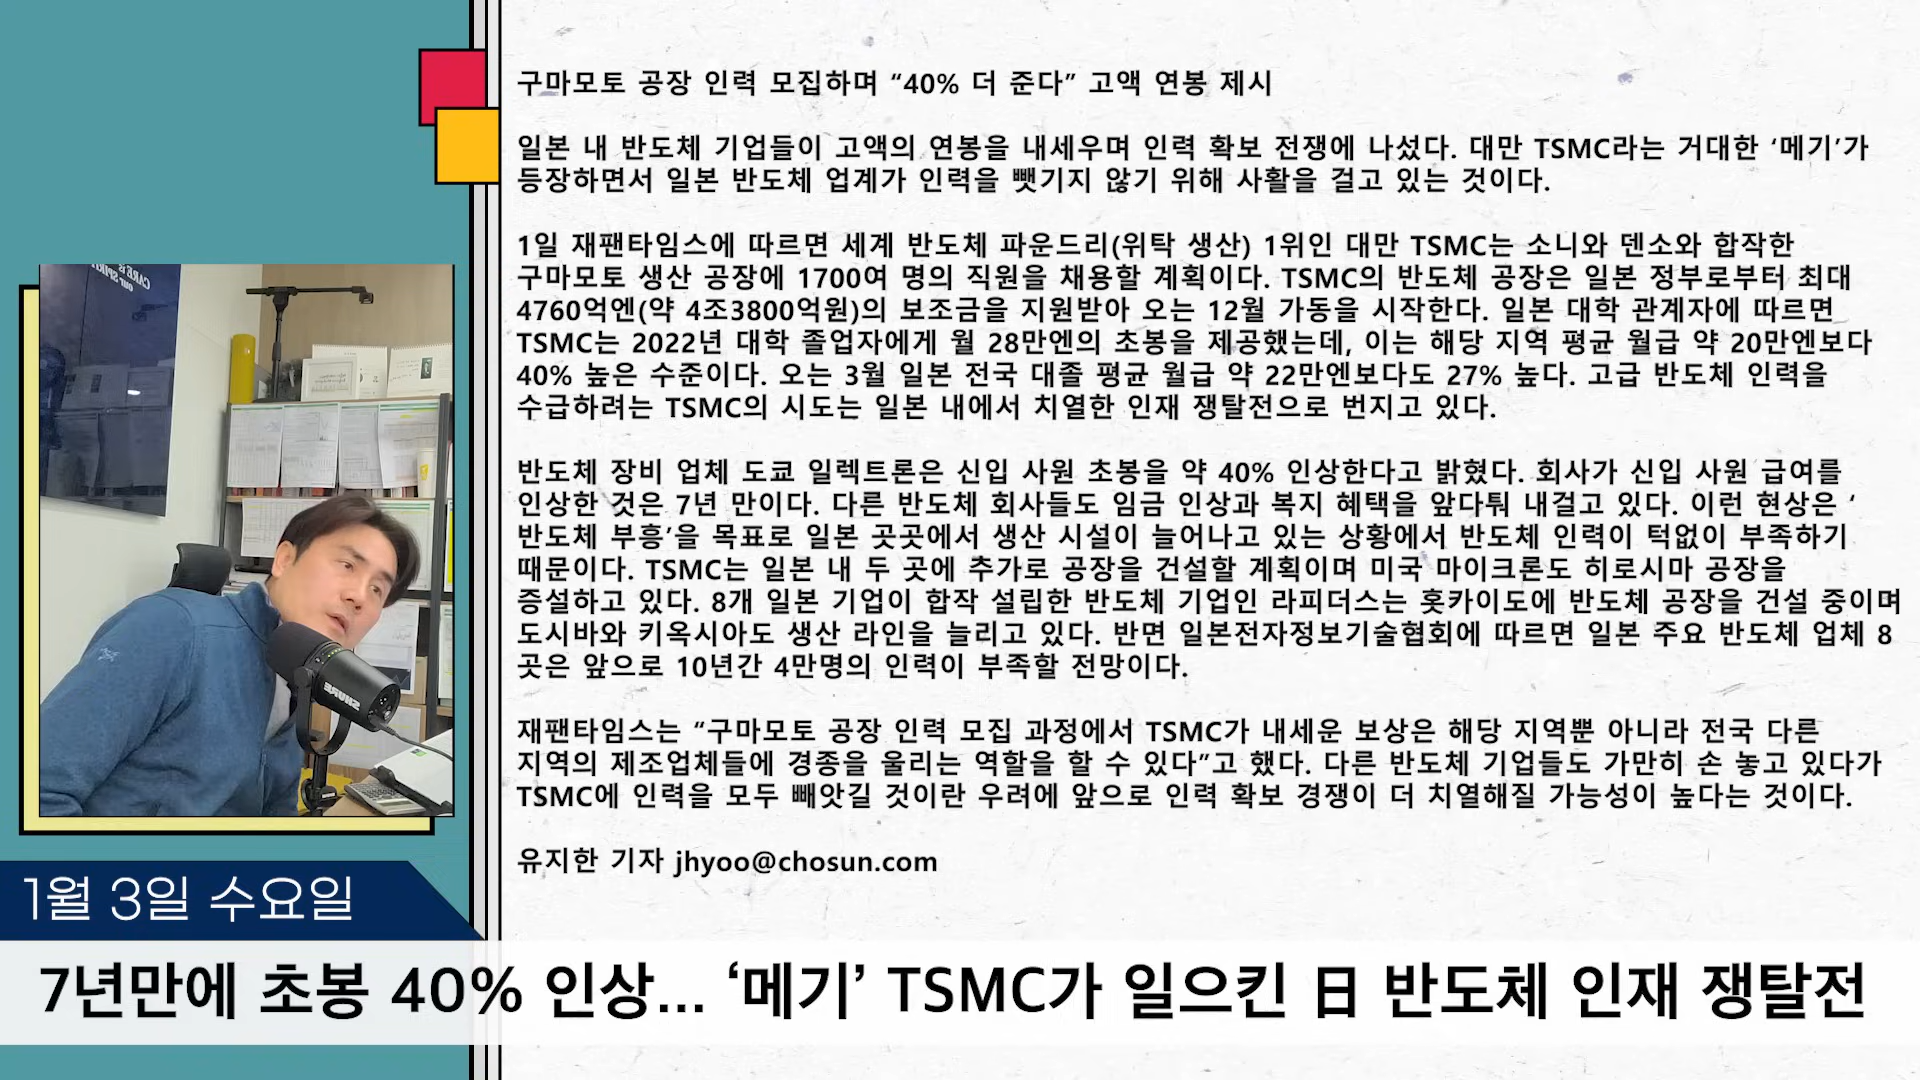 구마모토 공장 인력 모집하며 “40% 더 준다” 고액 연봉 제시
일본 내 반도체 기업들이 고액의 연봉을 내세우며 인력 확보 전쟁에 나섰다. 대만 TSMC라는 거대한 ‘메기’가
등장하면서 일본 반도체 업계가 인력을 뺏기지 않기 위해 사활을 걸고 있는 것이다.
1일 재팬타임스에 따르면 세계 반도체 파운드리(위탁 생산) 1위인 대만 TSMC는 소니와 덴소와 합작한
구마모토 생산 공장에 1700여 명의 직원을 채용할 계획이다. TSMC의 반도체 공장은 일본 정부로부터 최대
4760억엔(약 4조3800억원)의 보조금을 지원받아 오는 12월 가동을 시작한다. 일본 대학 관계자에 따르면
TSMC는 2022년 대학 졸업자에게 월 28만엔의 초봉을 제공했는데, 이는 해당 지역 평균 월급 약 20만엔보다
40% 높은 수준이다. 오는 3월 일본 전국 대졸 평균 월급 약 22만엔보다도 27% 높다. 고급 반도체 인력을
수급하려는 TSMC의 시도는 일본 내에서 치열한 인재 쟁탈전으로 번지고 있다.
반도체 장비 업체 도쿄 일렉트론은 신입 사원 초봉을 약 40% 인상한다고 밝혔다. 회사가 신입 사원 급여를
인상한 것은 7년 만이다. 다른 반도체 회사들도 임금 인상과 복지 혜택을 앞다퉈 내걸고 있다. 이런 현상은 ‘
반도체 부흥’을 목표로 일본 곳곳에서 생산 시설이 늘어나고 있는 상황에서 반도체 인력이 턱없이 부족하기
때문이다. TSMC는 일본 내 두 곳에 추가로 공장을 건설할 계획이며 미국 마이크론도 히로시마 공장을
증설하고 있다. 8개 일본 기업이 합작 설립한 반도체 기업인 라피더스는 홋카이도에 반도체 공장을 건설 중이며
도시바와 키옥시아도 생산 라인을 늘리고 있다. 반면 일본전자정보기술협회에 따르면 일본 주요 반도체 업체 8
곳은 앞으로 10년간 4만명의 인력이 부족할 전망이다.
재팬타임스는 “구마모토 공장 인력 모집 과정에서 TSMC가 내세운 보상은 해당 지역뿐 아니라 전국 다른
지역의 제조업체들에 경종을 울리는 역할을 할 수 있다”고 했다. 다른 반도체 기업들도 가만히 손 놓고 있다가
TSMC에 인력을 모두 빼앗길 것이란 우려에 앞으로 인력 확보 경쟁이 더 치열해질 가능성이 높다는 것이다.
유지한 기자 jhyoo@chosun.com
SHURE
1월 3일 수요일
7년만에 초봉 40% 인상... ‘메기’ TSMC가 일으킨 日 반도체 인재 쟁탈전